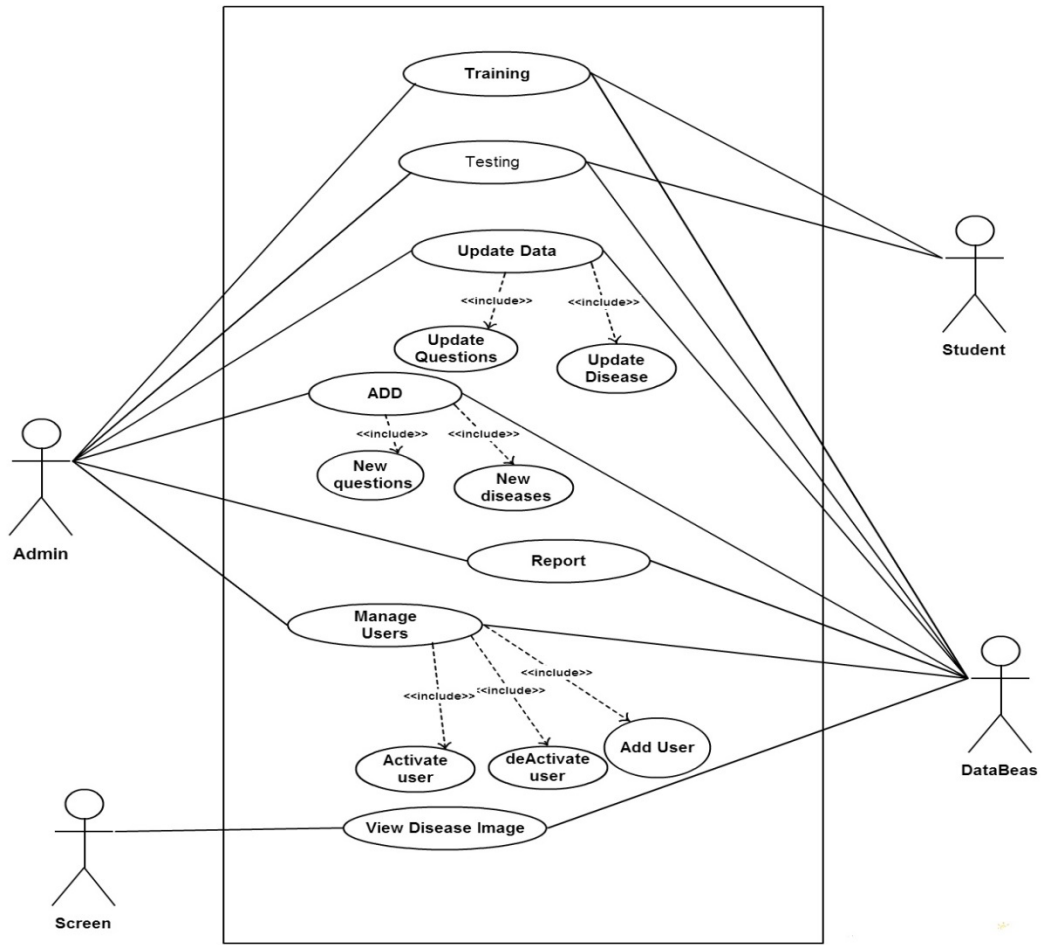 Training
Testing
Update Data
<<include>>
<<include>>
Update
Questions
Update
Disease
Student
ADD
<<include>>
<<include>>
New
questions
New
diseases
Admin
Report
Manage
Users
<<include>>
:<include>>
<<include>>
Activate
user
deActivate
user
Add User
DataBeas
View Disease Image
Screen